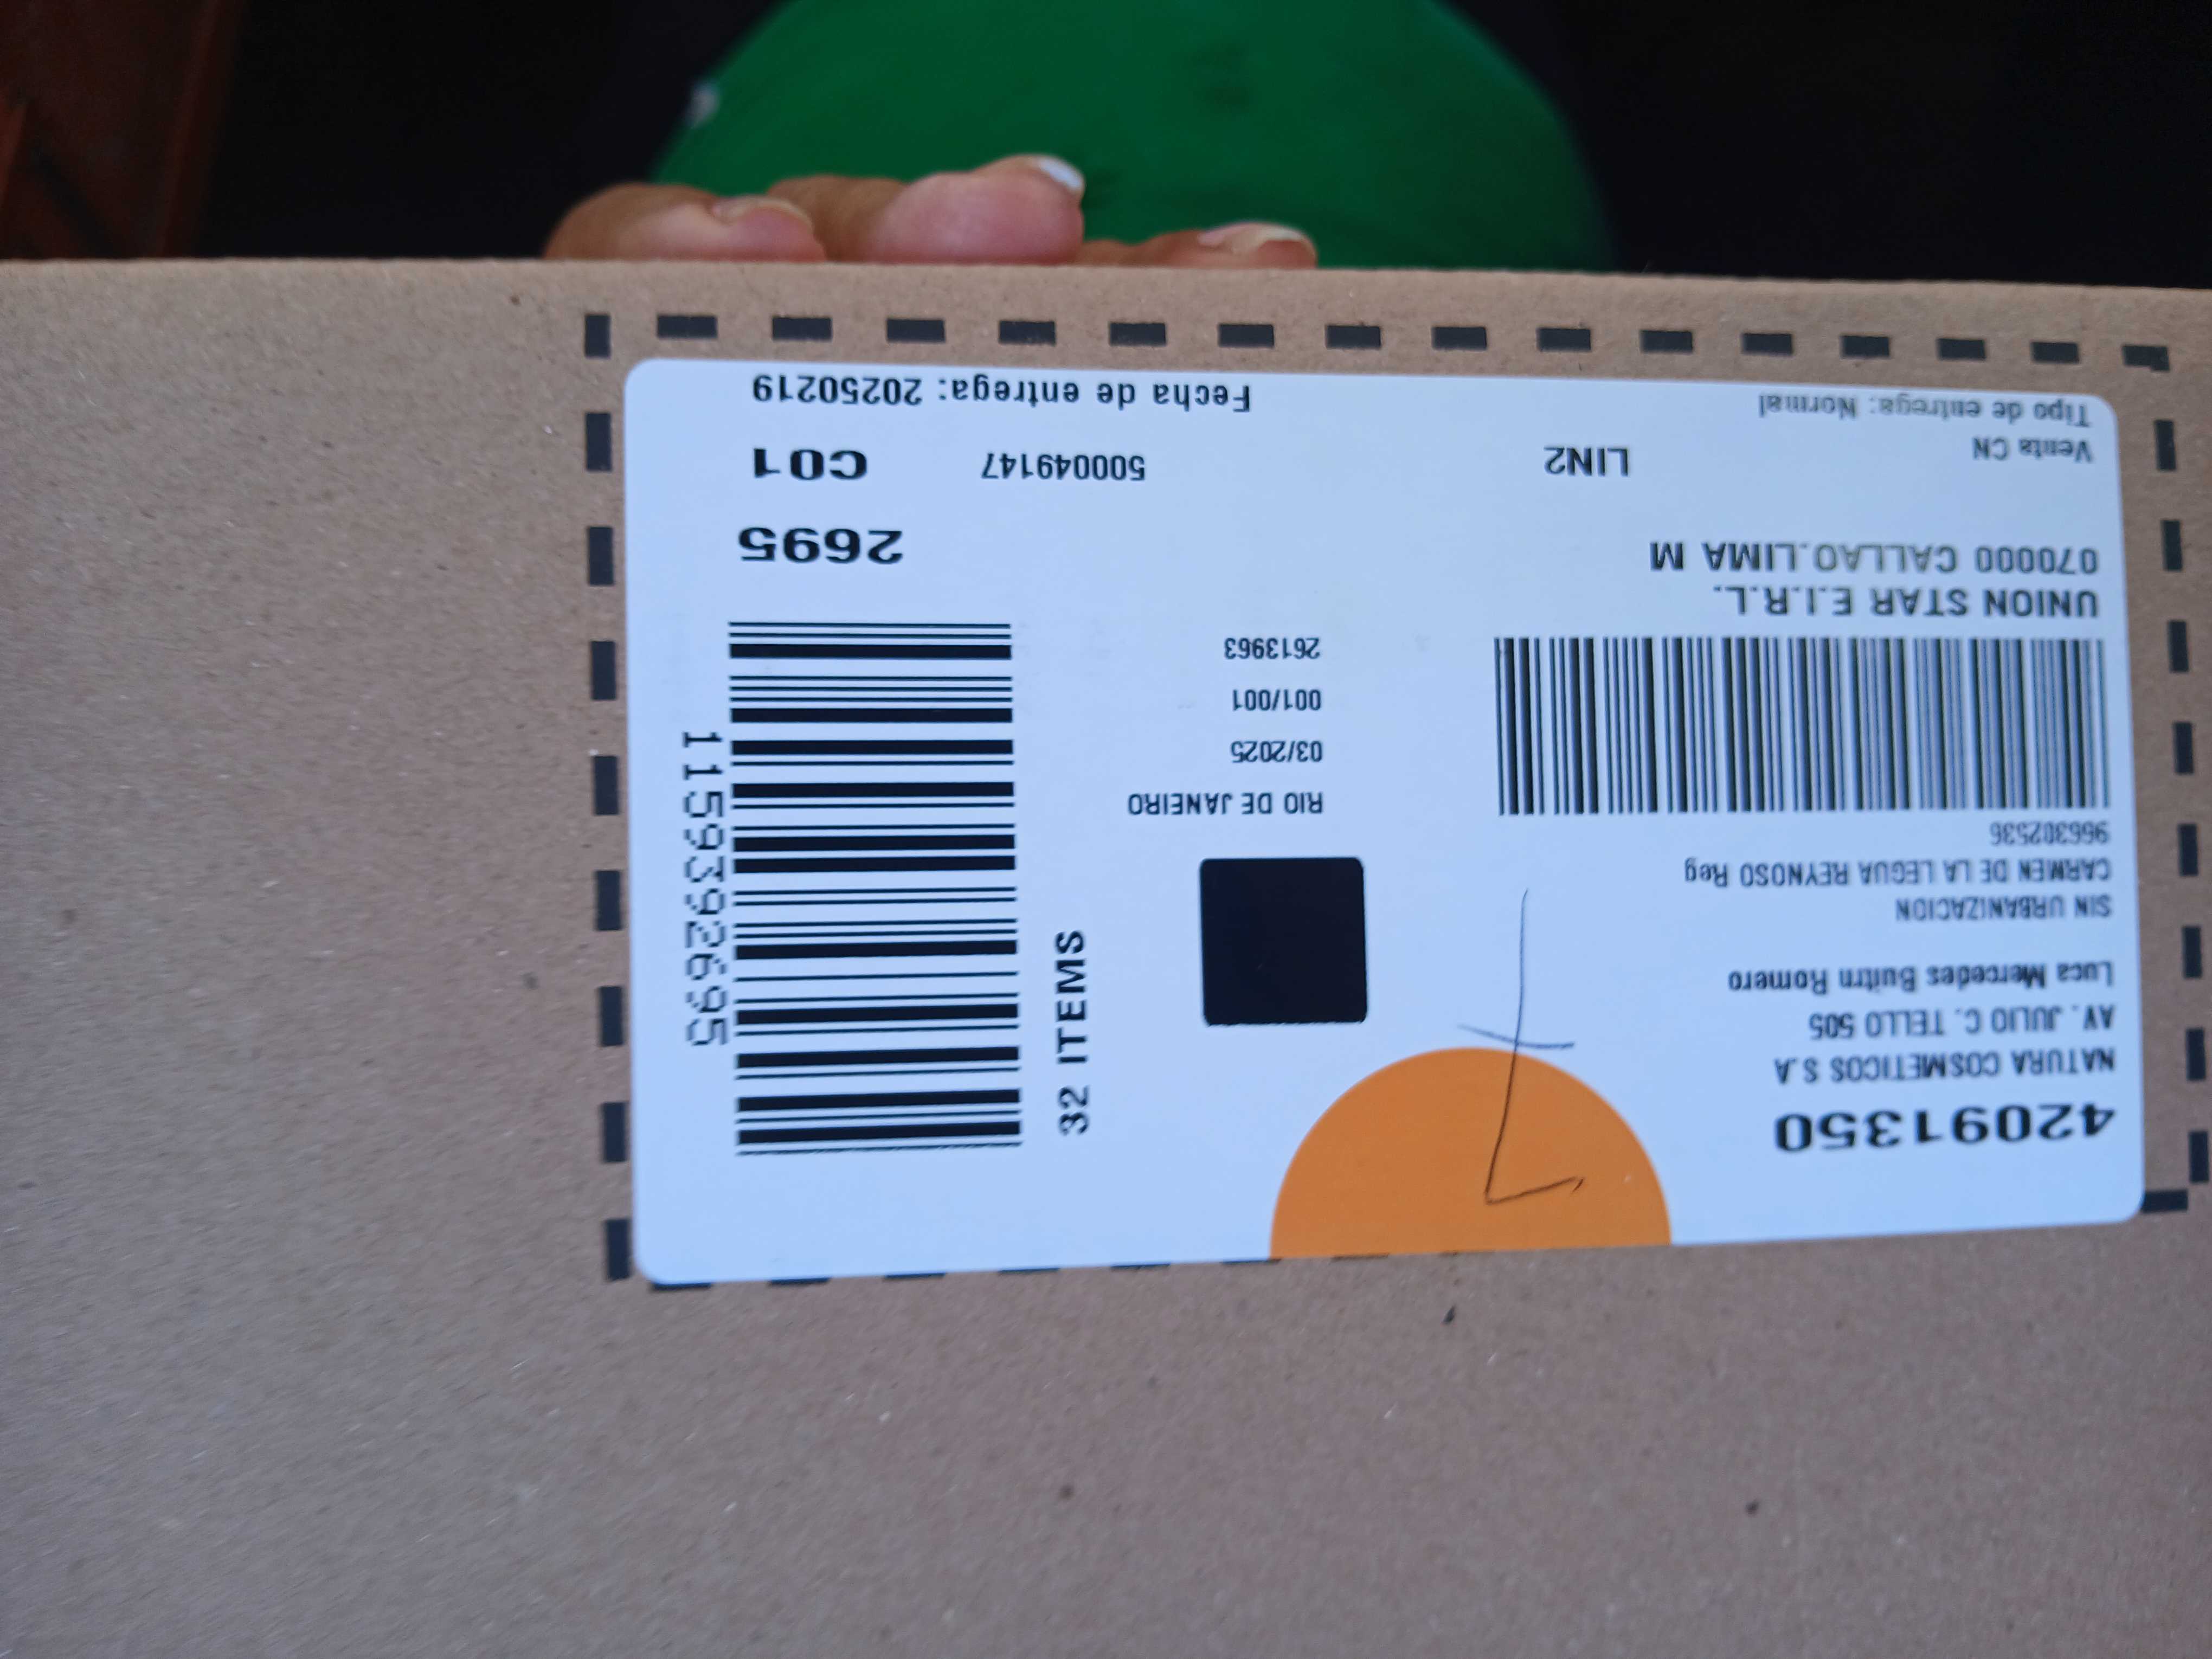 42091350
NATURA COSMETICOS S.A
AV. JULIO C. TELLO 505
Luca Mercedes Buitrn Romero
SIN URBANIZACION
CARMEN DE LA LEGUA REYNOSO Reg
966302536
UNION STAR E.I.R.L.
070000 CALLAO.LIMA M
Venta CN
LIN2
Tipo de entrega: Normal
RIO DE JANEIRO
03/2025
001/001
2613963
32 ITEMS
1159392695
2695
500049147
C01
Fecha de entrega: 20250219